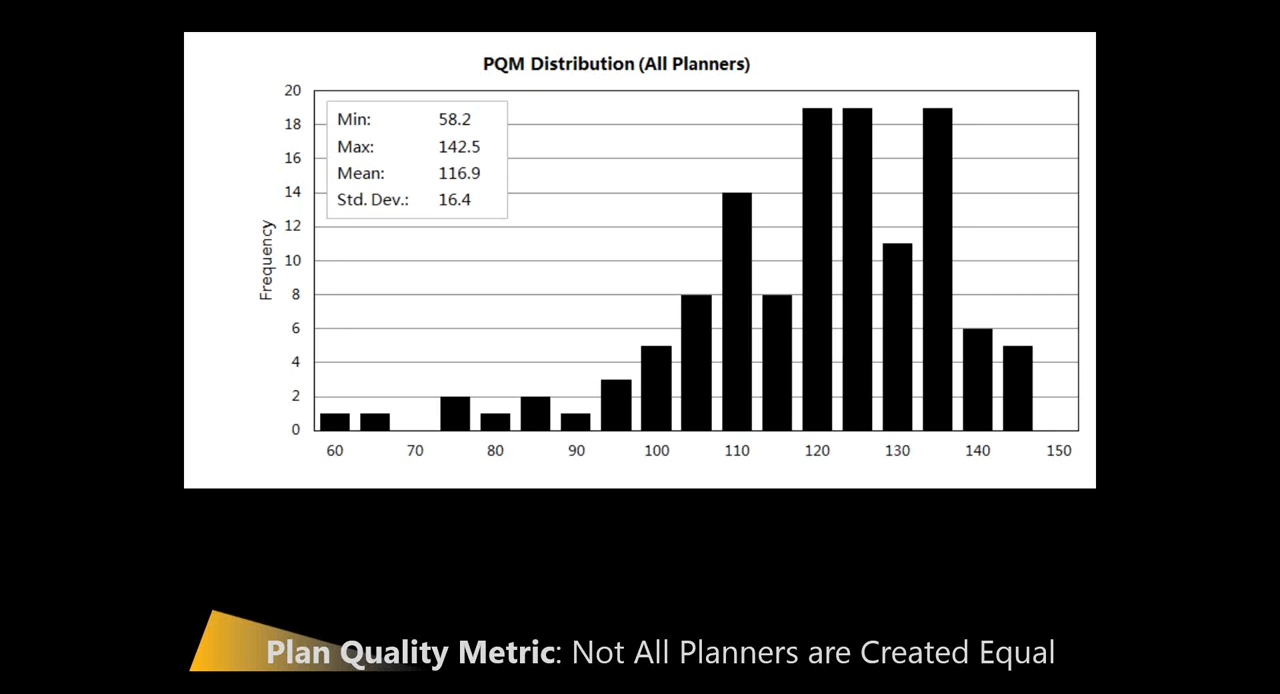 PQM Distribution (All Planners)
Min: 58.2
Max: 142.5
Mean: 116.9
Std. Dev.: 16.4
Frequency
20
18
16
14
12
10
8
6
4
2
0
60 70 80 90 100 110 120 130 140 150
Plan Quality Metric: Not All Planners are Created Equal